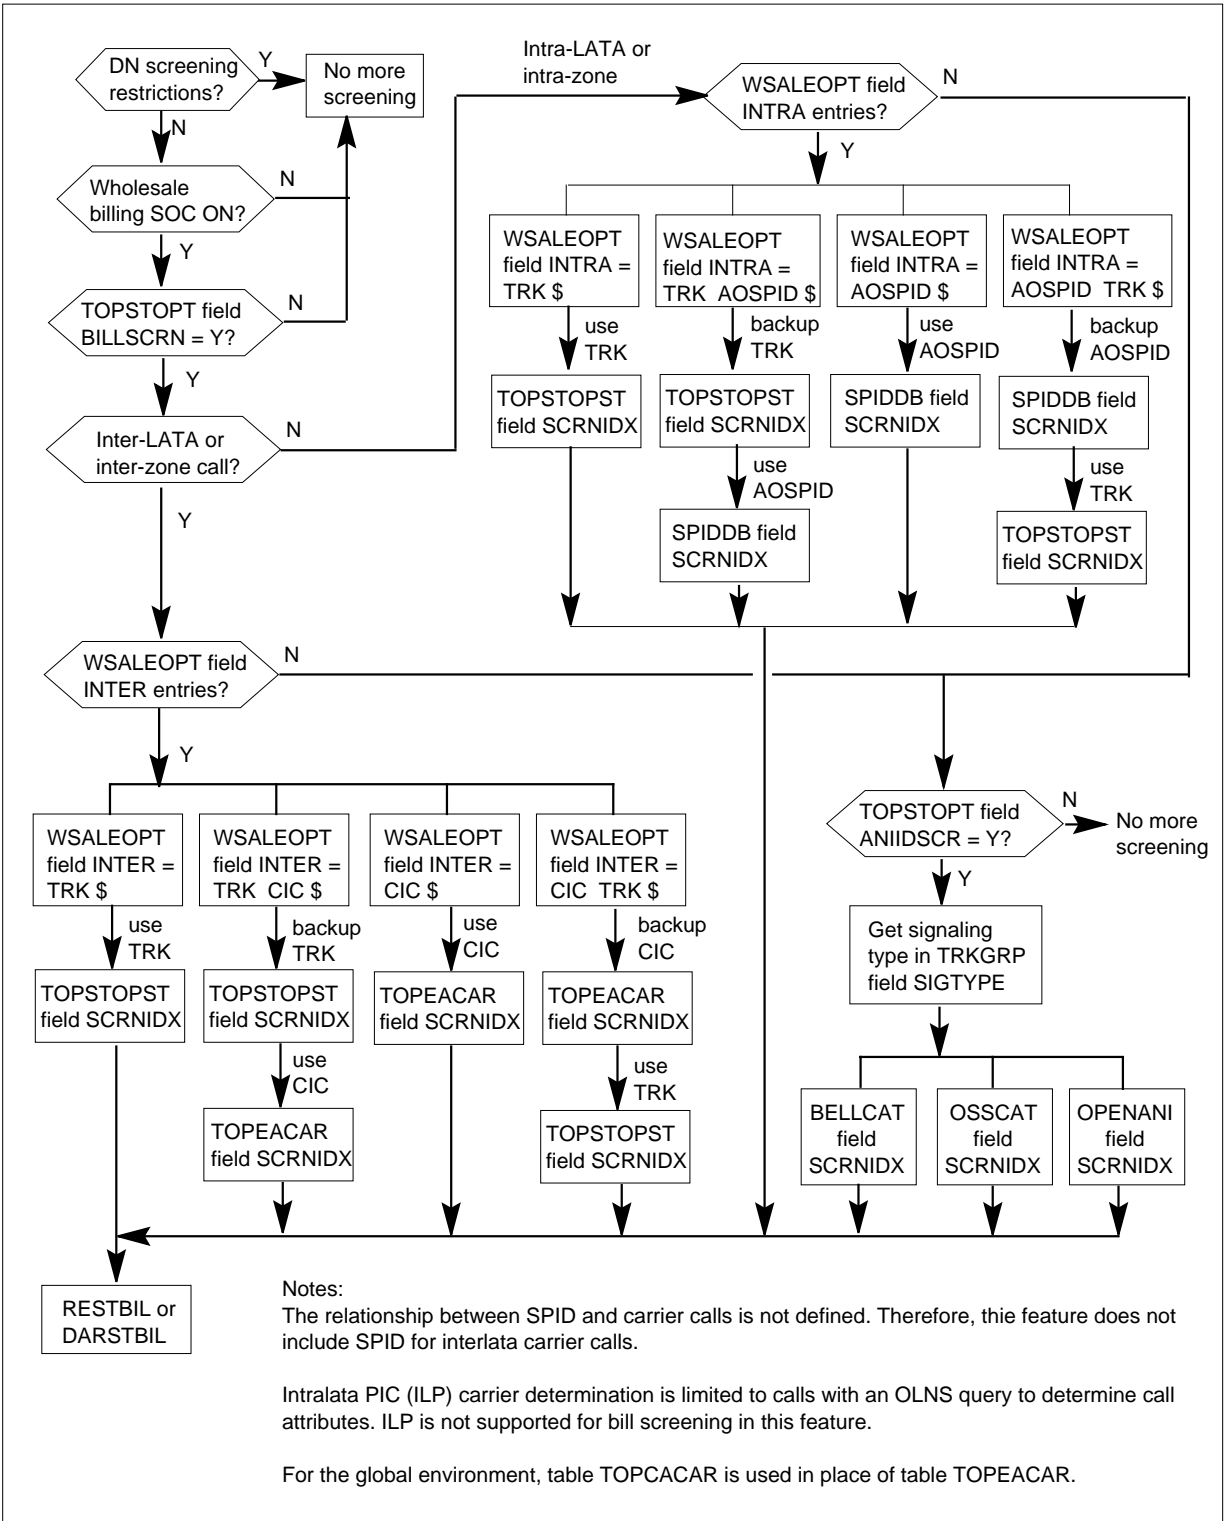 DN screening
restrictions?
Y
No more
screening
N
Wholesale
billing SOC ON?
N
Y
TOPSTOPT field
BILLSCRN = Y?
N
Y
Inter-LATA or
inter-zone call?
N
Y
Intra-LATA or
intra-zone
WSALEOPT field
INTRA entries?
N
Y
WSALEOPT
field INTRA =
TRK $
use
TRK
TOPSTOPST
field SCRNIDX
WSALEOPT
field INTRA =
TRK AOSPID $
backup
TRK
TOPSTOPST
field SCRNIDX
use
AOSPID
SPIDDB field
SCRNIDX
WSALEOPT
field INTRA =
AOSPID $
use
AOSPID
SPIDDB field
SCRNIDX
WSALEOPT
field INTRA =
AOSPID TRK $
backup
AOSPID
SPIDDB field
SCRNIDX
use
TRK
TOPSTOPST
field SCRNIDX
WSALEOPT field
INTER entries?
N
Y
WSALEOPT
field INTER =
TRK $
use
TRK
TOPSTOPST
field SCRNIDX
WSALEOPT
field INTER =
TRK CIC $
backup
TRK
TOPSTOPST
field SCRNIDX
use
CIC
TOPEACAR
field SCRNIDX
WSALEOPT
field INTER =
CIC $
use
CIC
TOPEACAR
field SCRNIDX
WSALEOPT
field INTER =
CIC TRK $
backup
CIC
TOPEACAR
field SCRNIDX
use
TRK
TOPSTOPST
field SCRNIDX
TOPSTOPT field
ANIIDSCR = Y?
N
No more
screening
Y
Get signaling
type in TRKGRP
field SIGTYPE
BELLCAT
field
SCRNIDX
OSSCAT
field
SCRNIDX
OPENANI
field
SCRNIDX
RESTBIL or
DARSTBIL
Notes:
The relationship between SPID and carrier calls is not defined. Therefore, thie feature does not
include SPID for interlata carrier calls.
Intralata PIC (ILP) carrier determination is limited to calls with an OLNS query to determine call
attributes. ILP is not supported for bill screening in this feature.
For the global environment, table TOPCACAR is used in place of table TOPEACAR.